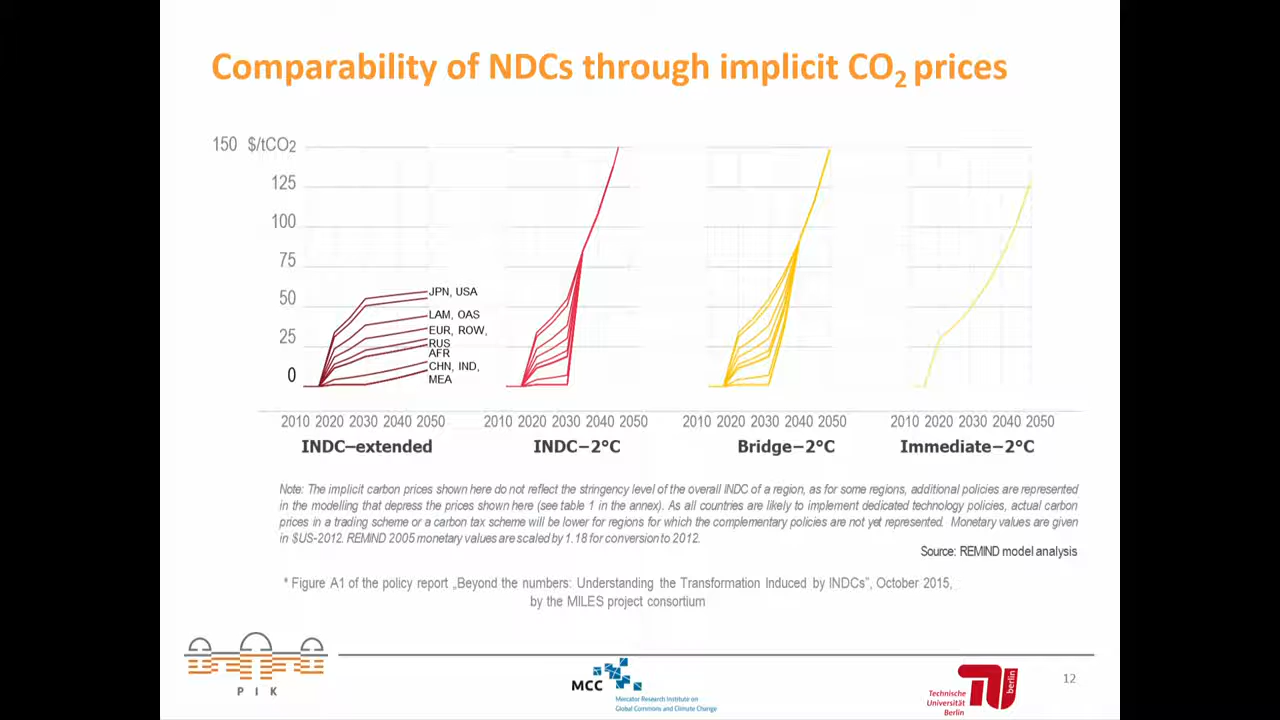 Comparability of NDCs through implicit CO2 prices
150 $/tCO2
125
100
75
50
25
0
JPN, USA
LAM, OAS
EUR, ROW,
RUS
AFR
CHN, IND,
MEA
2010 2020 2030 2040 2050
2010 2020 2030 2040 2050
2010 2020 2030 2040 2050
2010 2020 2030 2040 2050
INDC−extended
INDC−2°C
Bridge−2°C
Immediate−2°C
Note: The implicit carbon prices shown here do not reflect the stringency level of the overall INDC of a region, as for some regions, additional policies are represented
in the modelling that depress the prices shown here (see table 1 in the annex). As all countries are likely to implement dedicated technology policies, actual carbon
prices in a trading scheme or a carbon tax scheme will be lower for regions for which the complementary policies are not yet represented. Monetary values are given
in $US-2012. REMIND 2005 monetary values are scaled by 1.18 for conversion to 2012.
Source: REMIND model analysis
* Figure A1 of the policy report „Beyond the numbers: Understanding the Transformation Induced by INDCs“, October 2015,
by the MILES project consortium
P I K
MCC
Mercator Research Institute on
Global Commons and Climate Change
Technische
Universität
Berlin
berlin
12